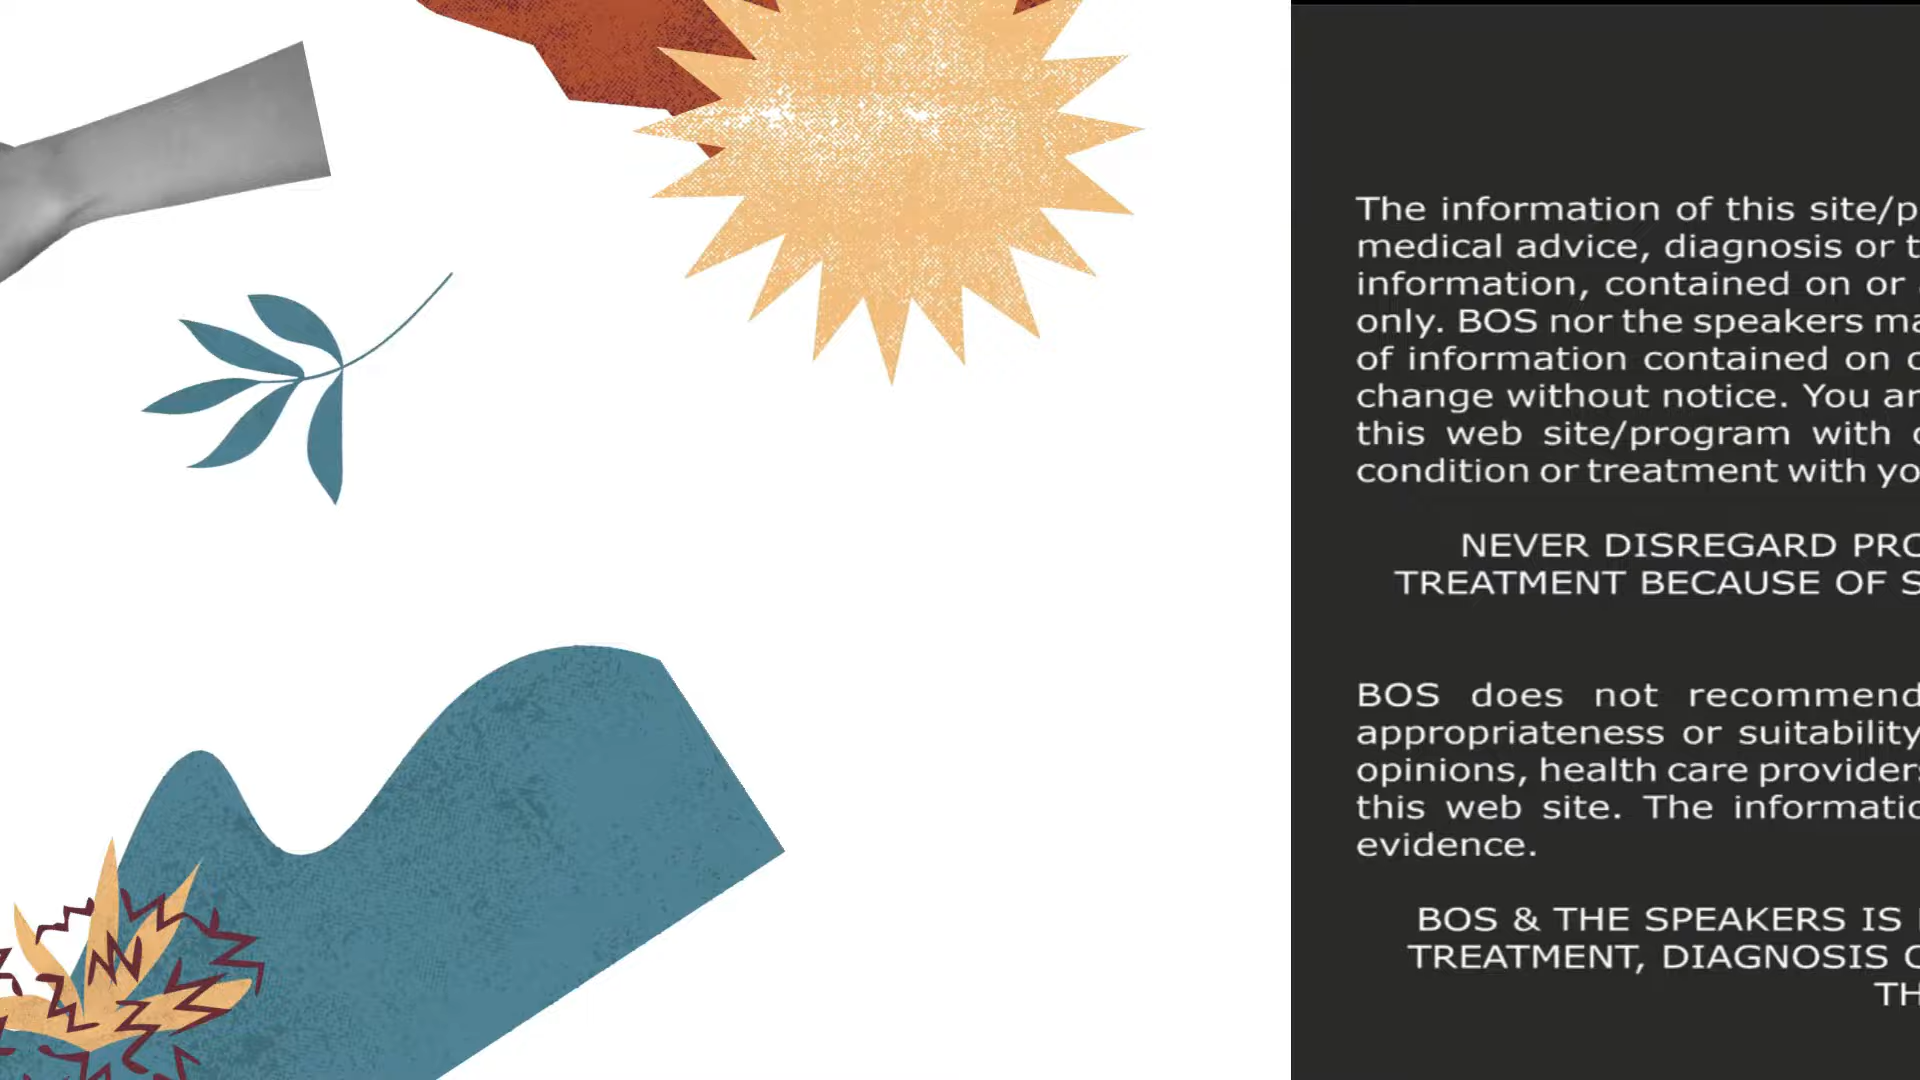 The information of this site/p
medical advice, diagnosis or t
information, contained on or
only. BOS nor the speakers ma
of information contained on o
change without notice. You ar
this web site/program with
condition or treatment with yo
NEVER DISREGARD PRO
TREATMENT BECAUSE OF S
BOS does not recommend
appropriateness or suitability
opinions, health care providers
this web site. The informatio
evidence.
BOS & THE SPEAKERS IS
TREATMENT, DIAGNOSIS O
TH